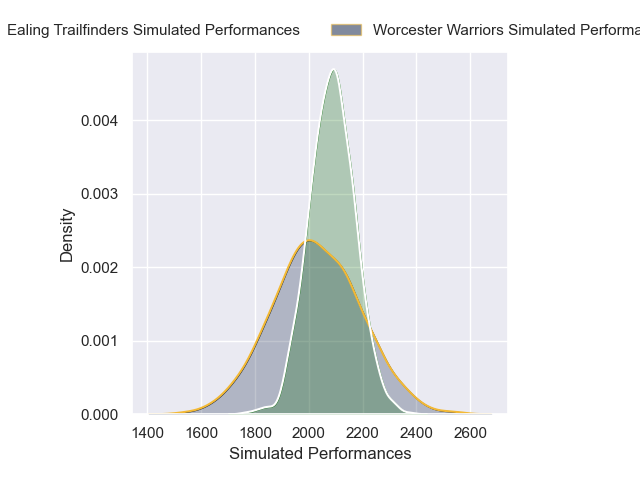 Ealing Trailfinders Simulated Performances
Worcester Warriors Simulated Performa
0.004
0.003
0.002
0.001
0.000
Density
1400 1600 1800 2000 2200 2400 2600
Simulated Performances